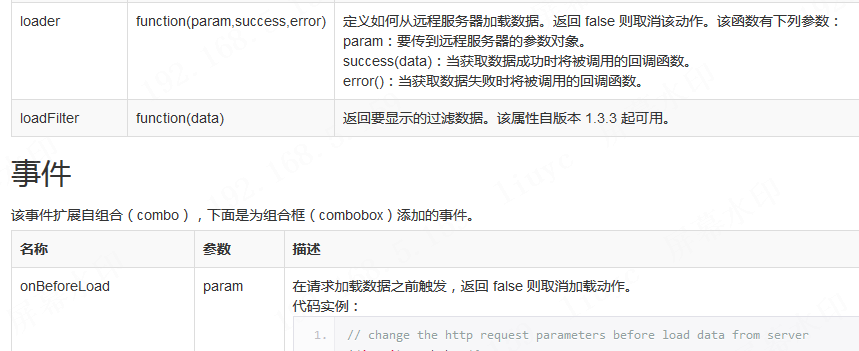 loader function(param,success,error) 定义如何从远程服务器加载数据。返回 false 则取消该动作。该函数有下列参数：
param：要传到远程服务器的参数对象。
success(data)：当获取数据成功时将被调用的回调函数。
error()：当获取数据失败时将被调用的回调函数。
loadFilter function(data) 返回要显示的过滤数据。该属性自版本 1.3.3 起可用。
事件
该事件扩展自组合（combo），下面是为组合框（combobox）添加的事件。
名称 参数 描述
onBeforeLoad param 在请求加载数据之前触发，返回 false 则取消加载动作。
代码实例：
1. // change the http request parameters before load data from server